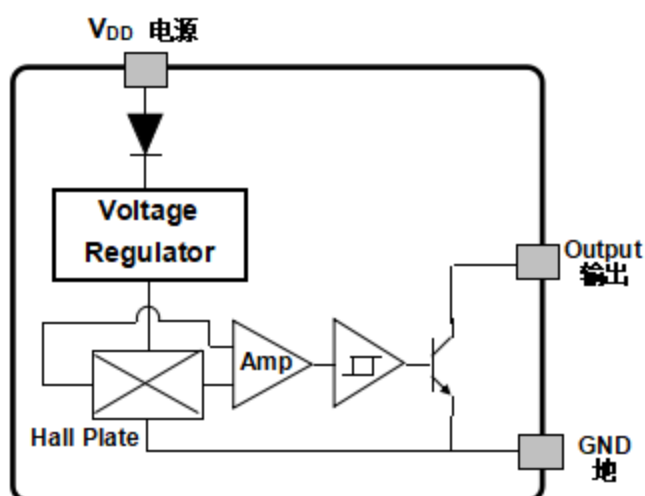 VDD 电源
Voltage
Regulator
Output
输出
Amp
Hall Plate
GND
地